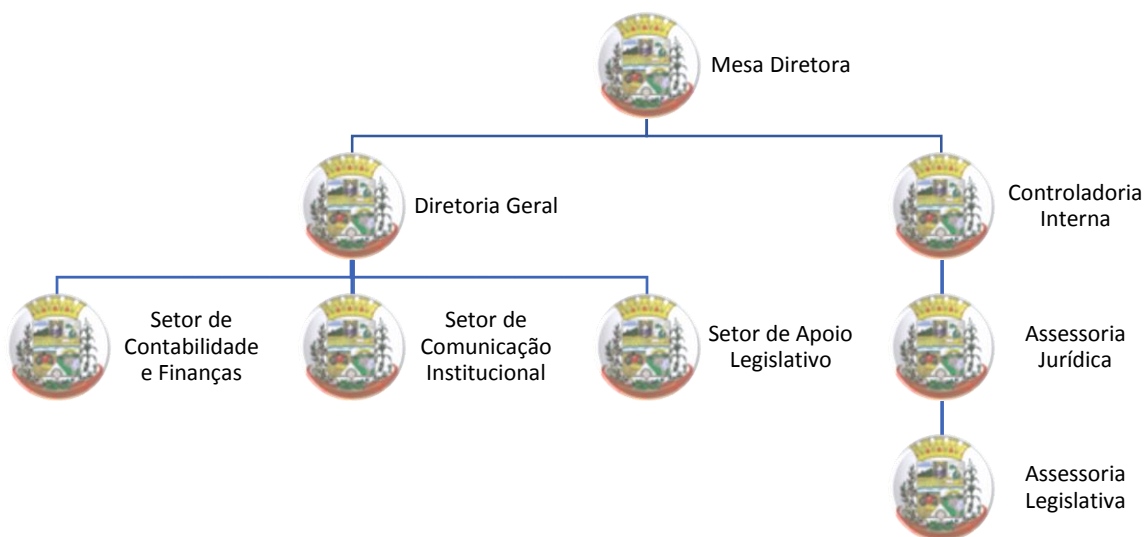 Mesa Diretora
Diretoria Geral
Controladoria
Interna
Setor de
Contabilidade
e Finanças
Setor de
Comunicação
Institucional
Setor de Apoio
Legislativo
Assessoria
Jurídica
Assessoria
Legislativa